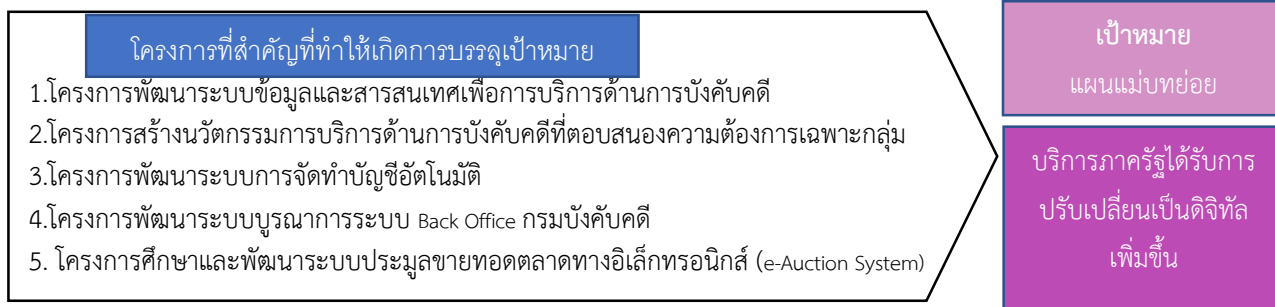 โครงการที่สำคัญที่ทำให้เกิดการบรรลุเป้าหมาย
1.โครงการพัฒนาระบบข้อมูลและสารสนเทศเพื่อการบริการด้านการบังคับคดี
2.โครงการสร้างนวัตกรรมการบริการด้านการบังคับคดีที่ตอบสนองความต้องการเฉพาะกลุ่ม
3.โครงการพัฒนาระบบการจัดทำบัญชีอัตโนมัติ
4.โครงการพัฒนาระบบบูรณาการระบบ Back Office กรมบังคับคดี
5. โครงการศึกษาและพัฒนาระบบประมูลขายทอดตลาดทางอิเล็กทรอนิกส์ (e-Auction System)
เป้าหมาย
แผนแม่บทย่อย
บริการภาครัฐได้รับการ
ปรับเปลี่ยนเป็นดิจิทัล
เพิ่มขึ้น